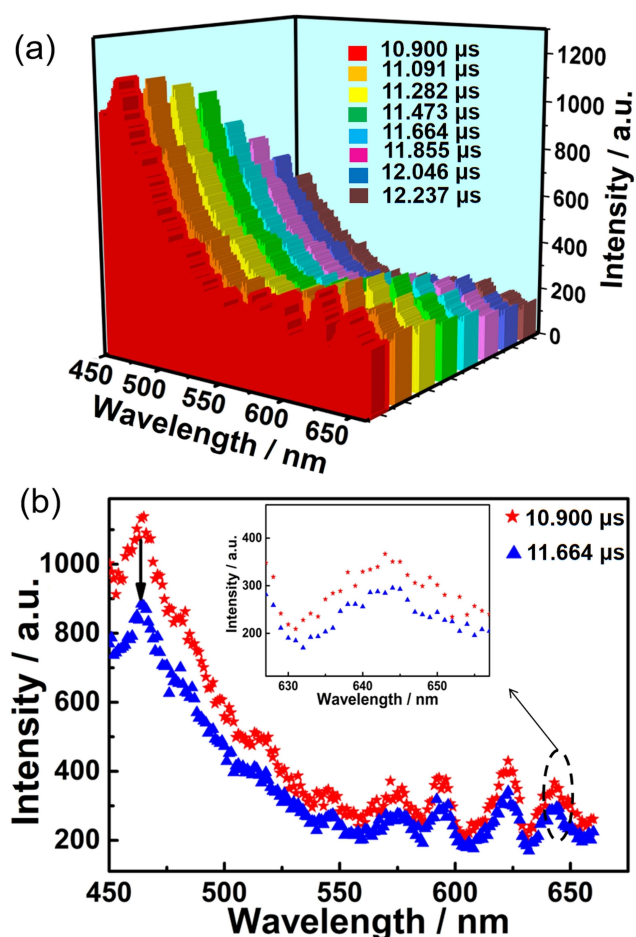 (a)
10.900 μs
11.091 μs
11.282 μs
11.473 μs
11.664 μs
11.855 μs
12.046 μs
12.237 μs
1200
1000
800
600
400
200
0
Intensity / a.u.
450
500
550
600
650
Wavelength / nm
(b)
10.900 μs
11.664 μs
1000
800
600
400
200
Intensity / a.u.
400
300
200
Intensity / a.u.
630 640 650
Wavelength / nm
450 500 550 600 650
Wavelength / nm